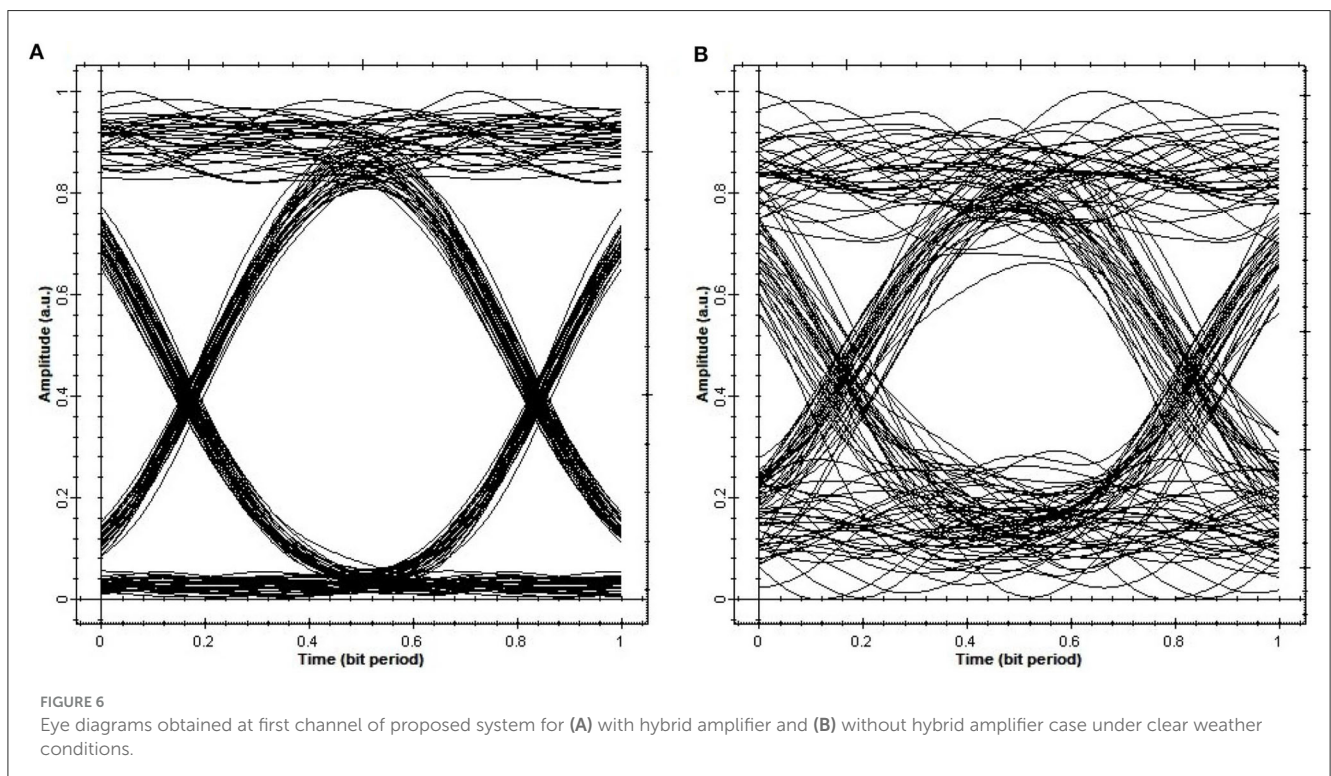 A
B
1
0.8
0.6
0.4
0.2
0
Amplitude (a.u.)
0
0.2
0.4
0.6
0.8
1
Time (bit period)
1
0.8
0.6
0.4
0.2
0
Amplitude (a.u.)
0
0.2
0.4
0.6
0.8
1
Time (bit period)
FIGURE 6
Eye diagrams obtained at first channel of proposed system for (A) with hybrid amplifier and (B) without hybrid amplifier case under clear weather
conditions.